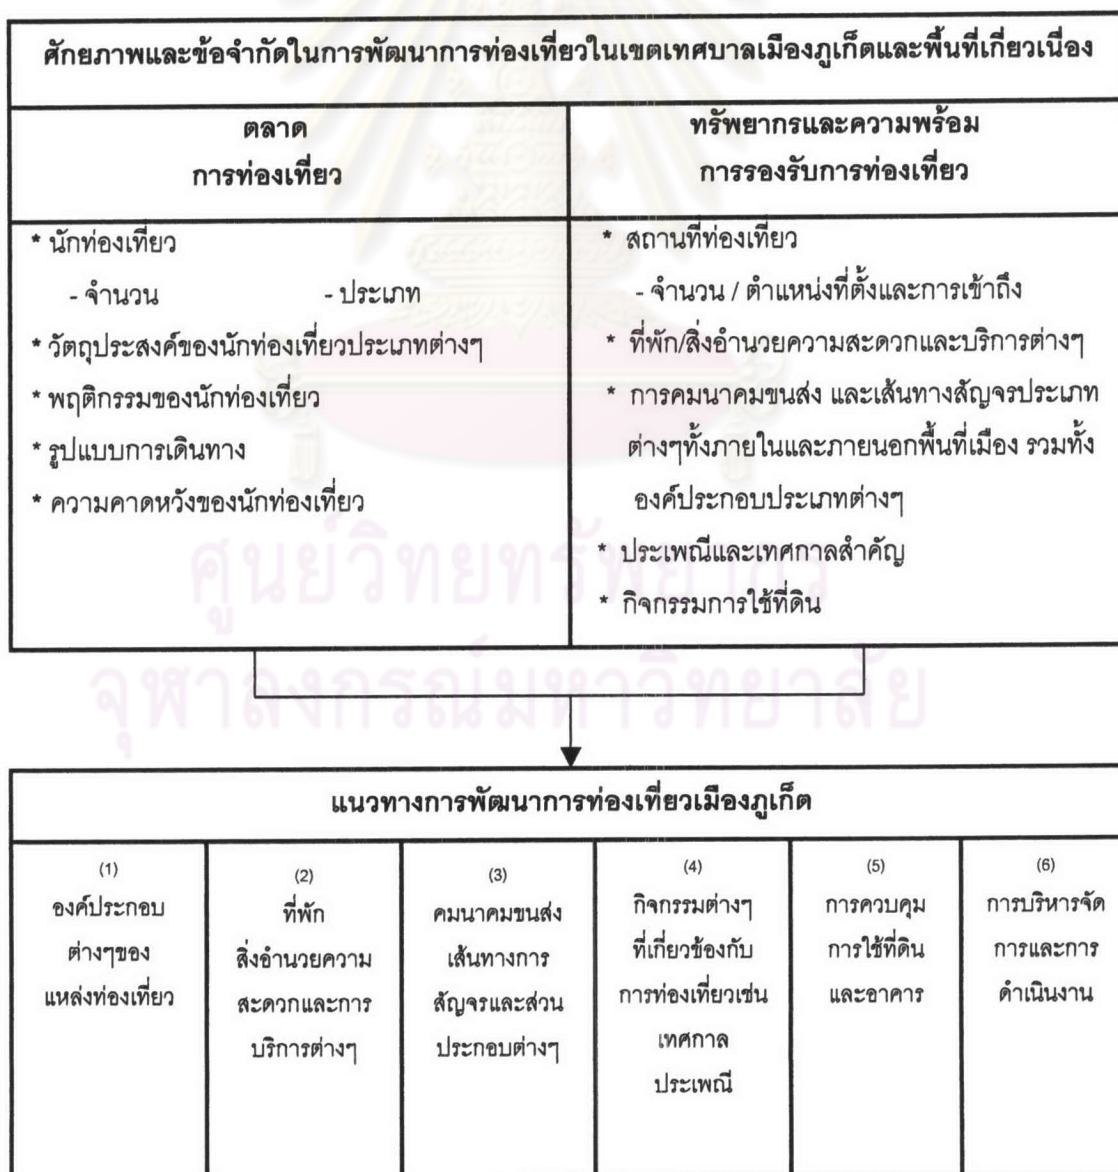 ศักยภาพและข้อจำกัดในการพัฒนาการท่องเที่ยวในเขตเทศบาลเมืองภูเก็ตและพื้นที่เกี่ยวเนื่อง
ตลาด
การท่องเที่ยว
ทรัพยากรและความพร้อม
การรองรับการท่องเที่ยว
* นักท่องเที่ยว
- จำนวน - ประเภท
* วัตถุประสงค์ของนักท่องเที่ยวประเภทต่างๆ
* พฤติกรรมของนักท่องเที่ยว
* รูปแบบการเดินทาง
* ความคาดหวังของนักท่องเที่ยว
* สถานที่ท่องเที่ยว
- จำนวน / ตำแหน่งที่ตั้งและการเข้าถึง
* ที่พัก/สิ่งอำนวยความสะดวกและบริการต่างๆ
* การคมนาคมขนส่ง และเส้นทางสัญจรประเภท
ต่างๆทั้งภายในและภายนอกพื้นที่เมือง รวมทั้ง
องค์ประกอบประเภทต่างๆ
* ประเพณีและเทศกาลสำคัญ
* กิจกรรมการใช้ที่ดิน
ศูนย์วิทยทรัพยากร
จุฬาลงกรณ์มหาวิทยาลัย
แนวทางการพัฒนาการท่องเที่ยวเมืองภูเก็ต
(1)
องค์ประกอบ
ต่างๆของ
แหล่งท่องเที่ยว
(2)
ที่พัก
สิ่งอำนวยความ
สะดวกและการ
บริการต่างๆ
(3)
คมนาคมขนส่ง
เส้นทางการ
สัญจรและส่วน
ประกอบต่างๆ
(4)
กิจกรรมต่างๆ
ที่เกี่ยวข้องกับ
การท่องเที่ยวเช่น
เทศกาล
ประเพณี
(5)
การควบคุม
การใช้ที่ดิน
และอาคาร
(6)
การบริหารจัด
การและการ
ดำเนินงาน